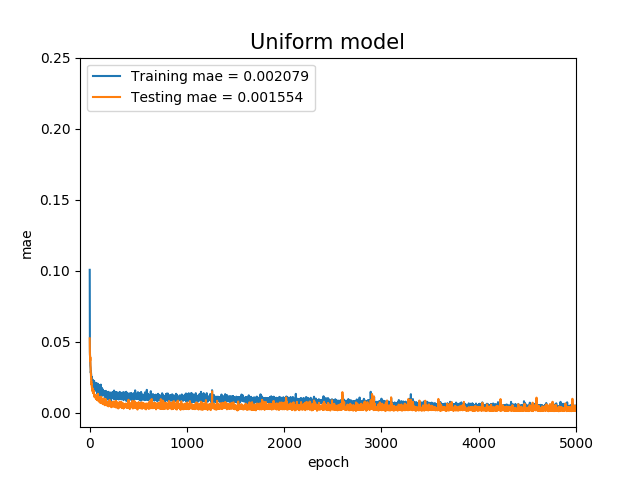 Uniform model
Training mae = 0.002079
Testing mae = 0.001554
mae
0.25
0.20
0.15
0.10
0.05
0.00
0 1000 2000 3000 4000 5000
epoch